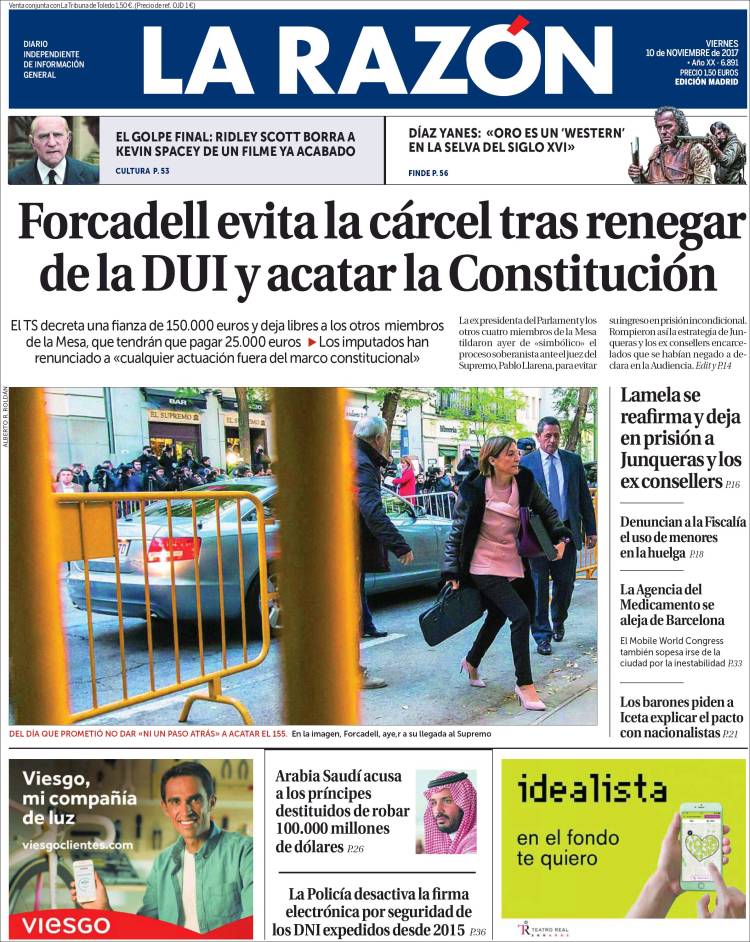 Venta conjunta con La Tribuna de Toledo 1,50 €. (Precio de ref. OJD 1 €)
DIARIO
INDEPENDIENTE
DE INFORMACIÓN
GENERAL
LA RAZÓN
VIERNES
10 de NOVIEMBRE de 2017
• Año XX - 6.891
PRECIO 1,50 EUROS
EDICIÓN MADRID
EL GOLPE FINAL: RIDLEY SCOTT BORRA A
KEVIN SPACEY DE UN FILME YA ACABADO
CULTURA P. 53
DÍAZ YANES: «ORO ES UN ‘WESTERN’
EN LA SELVA DEL SIGLO XVI»
FINDE P. 56
Forcadell evita la cárcel tras renegar
de la DUI y acatar la Constitución
El TS decreta una fianza de 150.000 euros y deja libres a los otros miembros
de la Mesa, que tendrán que pagar 25.000 euros ▶ Los imputados han
renunciado a «cualquier actuación fuera del marco constitucional»
La ex presidenta del Parlament y los
otros cuatro miembros de la Mesa
tildaron ayer de «simbólico» el
proceso soberanista ante el juez del
Supremo, Pablo Llarena, para evitar
su ingreso en prisión incondicional.
Rompieron así la estrategia de Jun-
queras y los ex consellers encarce-
lados que se habían negado a de-
clara en la Audiencia. Edit y P.14
ALBERTO R. ROLDÁN
BAR
EL SUPREMO
DEL DÍA QUE PROMETIÓ NO DAR «NI UN PASO ATRÁS» A ACATAR EL 155. En la imagen, Forcadell, aye,r a su llegada al Supremo
Lamela se
reafirma y deja
en prisión a
Junqueras y los
ex consellers P.16
Denuncian a la Fiscalía
el uso de menores
en la huelga P.18
La Agencia del
Medicamento se
aleja de Barcelona
El Mobile World Congress
también sopesa irse de la
ciudad por la inestabilidad P.33
Los barones piden a
Iceta explicar el pacto
con nacionalistas P.21
Viesgo,
mi compañía
de luz
viesgoclientes.com
viesgo
Arabia Saudí acusa
a los príncipes
destituidos de robar
100.000 millones
de dólares P.26
La Policía desactiva la firma
electrónica por seguridad de
los DNI expedidos desde 2015 P.36
idealista
en el fondo
te quiero
TEATRO REAL